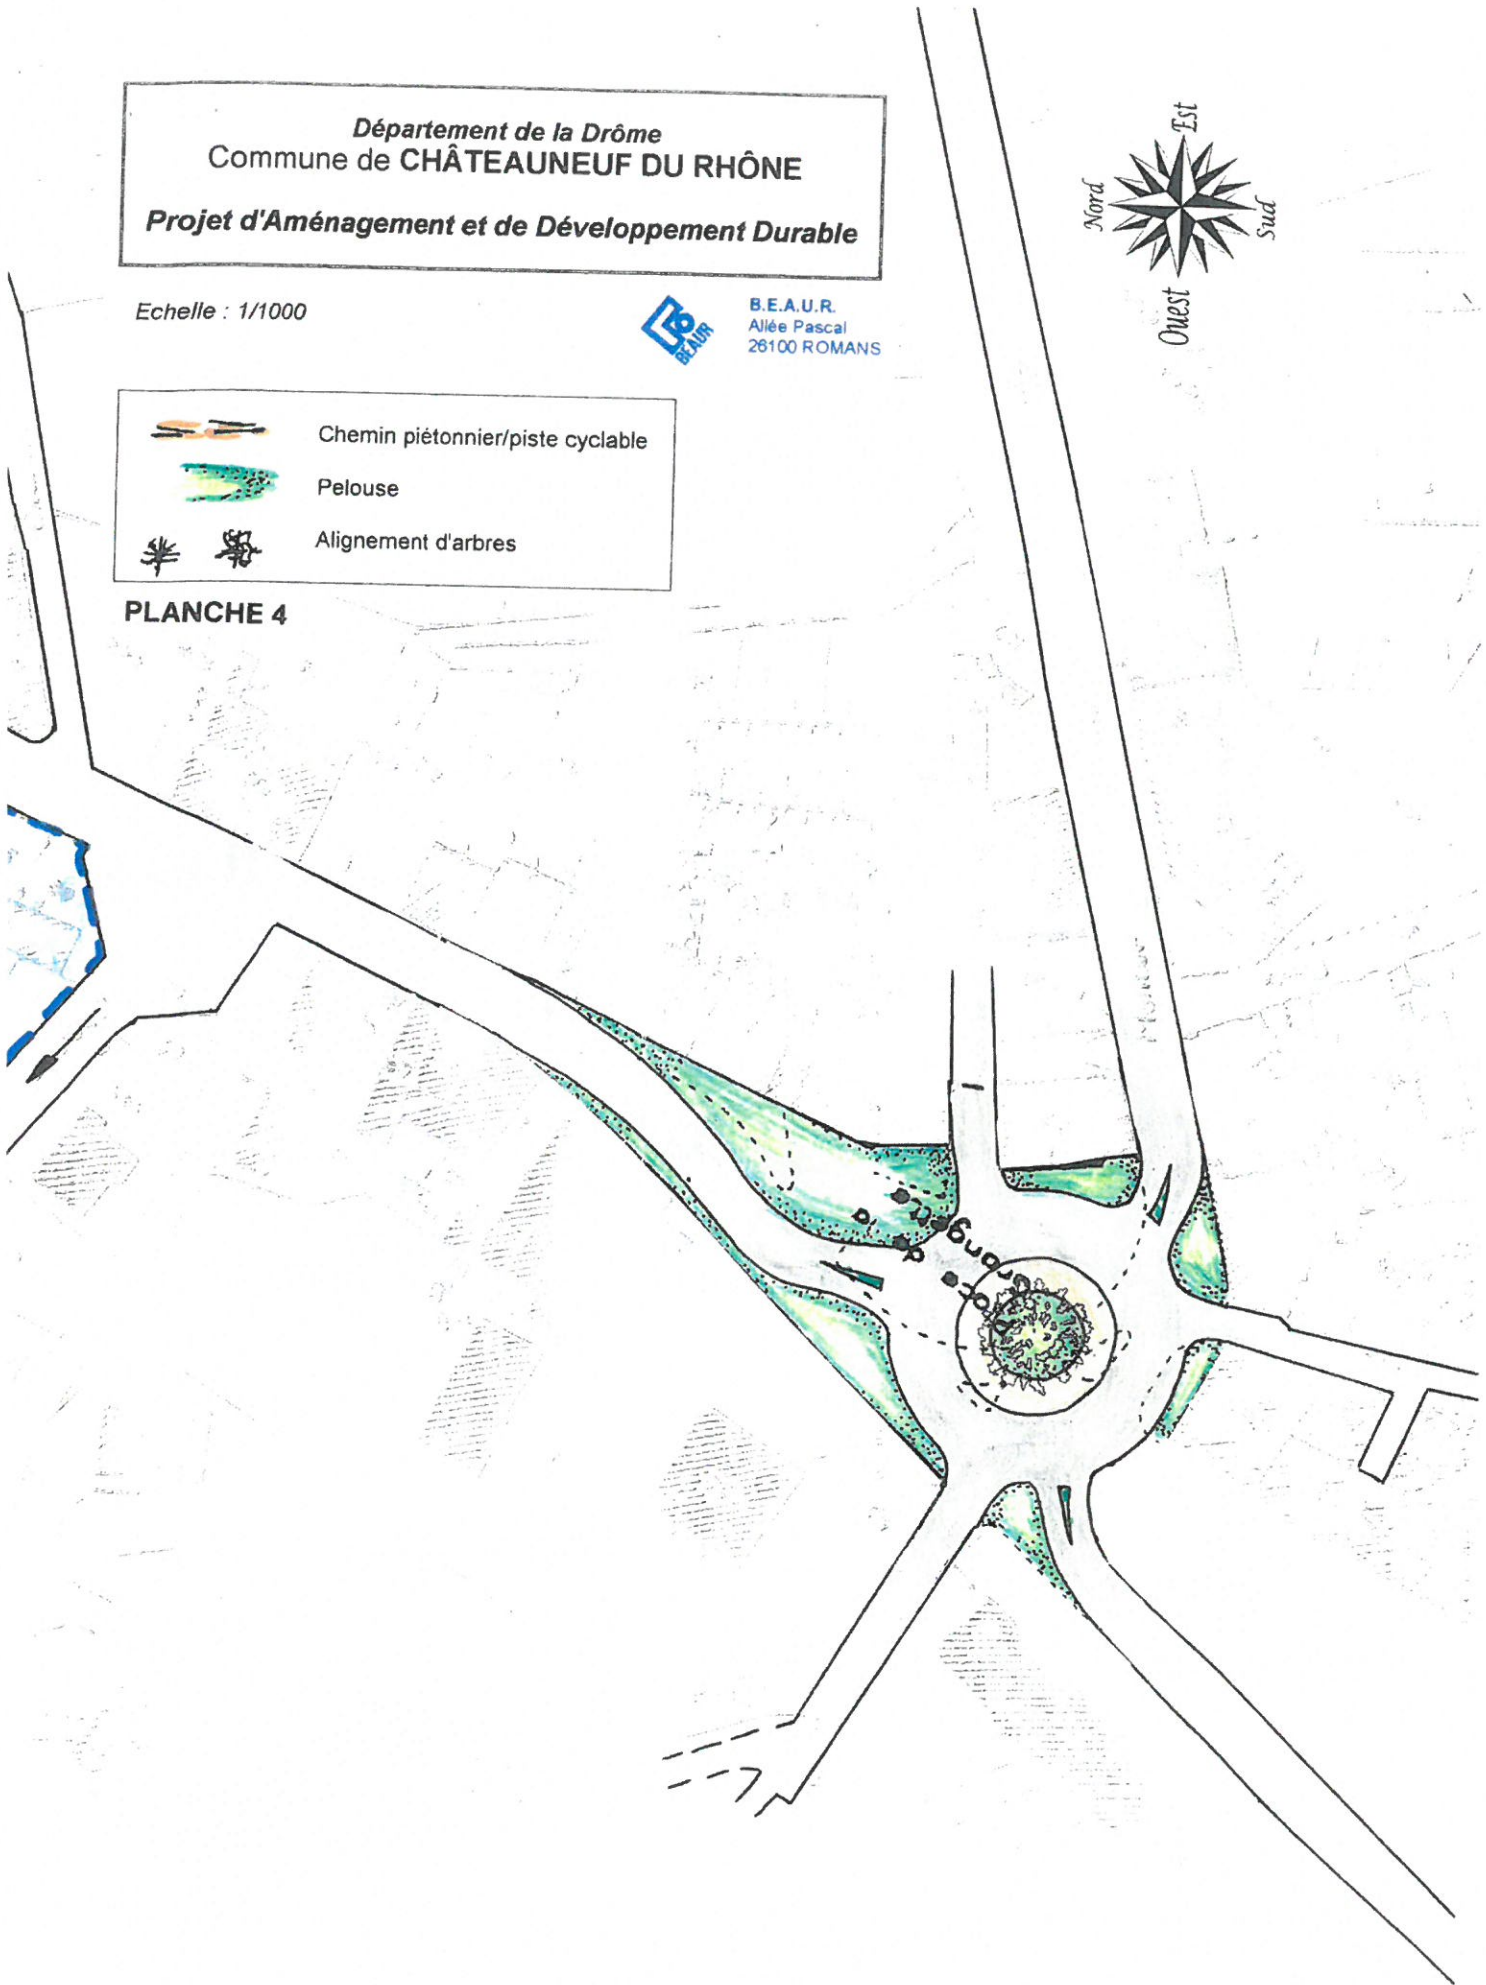 Département de la Drôme
Commune de CHÂTEAUNEUF DU RHÔNE
Projet d'Aménagement et de Développement Durable
Echelle : 1/1000
BEAUR
B.E.A.U.R.
Allée Pascal
26100 ROMANS
Nord
Est
Sud
Ouest
Chemin piétonnier/piste cyclable
Pelouse
Alignement d'arbres
PLANCHE 4